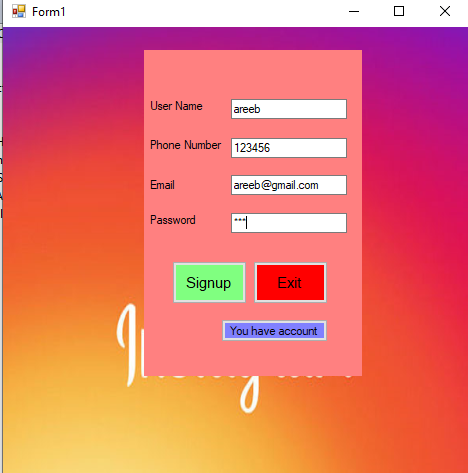 Form1
User Name areeb
Phone Number 123456
Email areeb@gmail.com
Password ***
Signup Exit
You have account